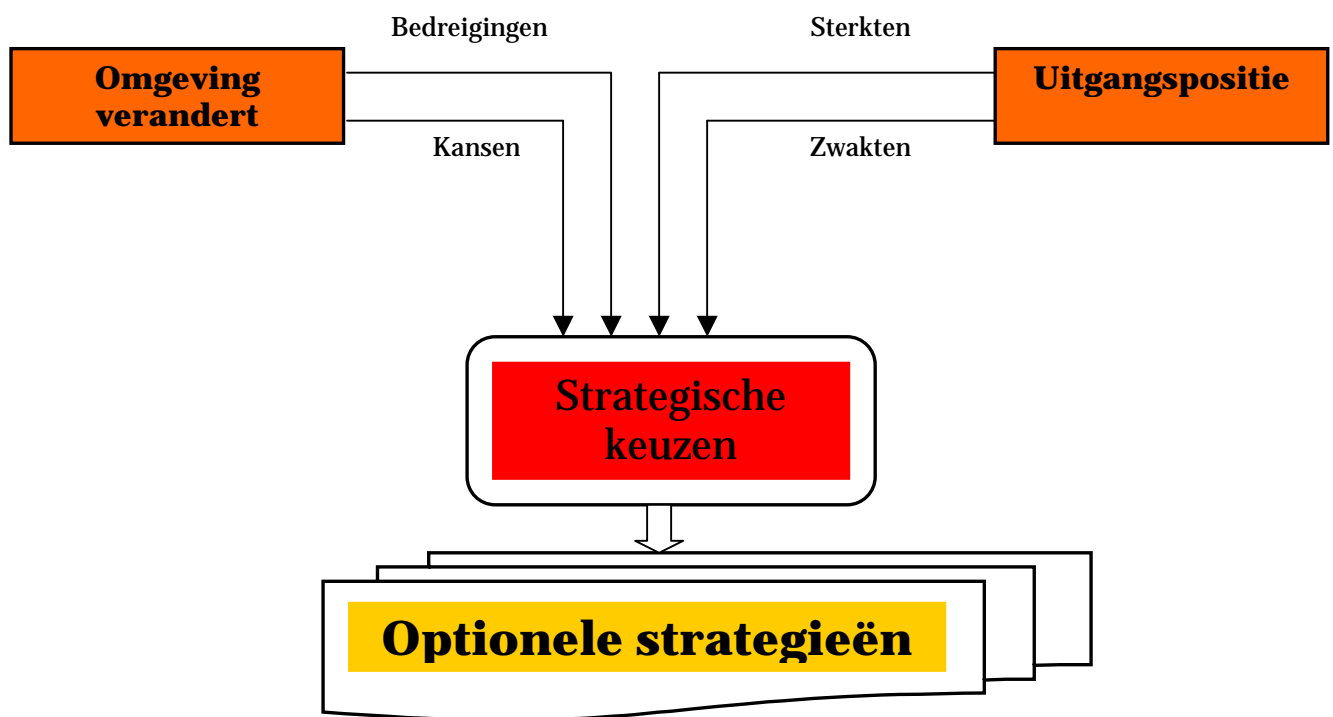 Bedreigingen
Sterkten
Omgeving
verandert
Uitgangspositie
Kansen
Zwakten
Strategische
keuzen
Optionele strategieën